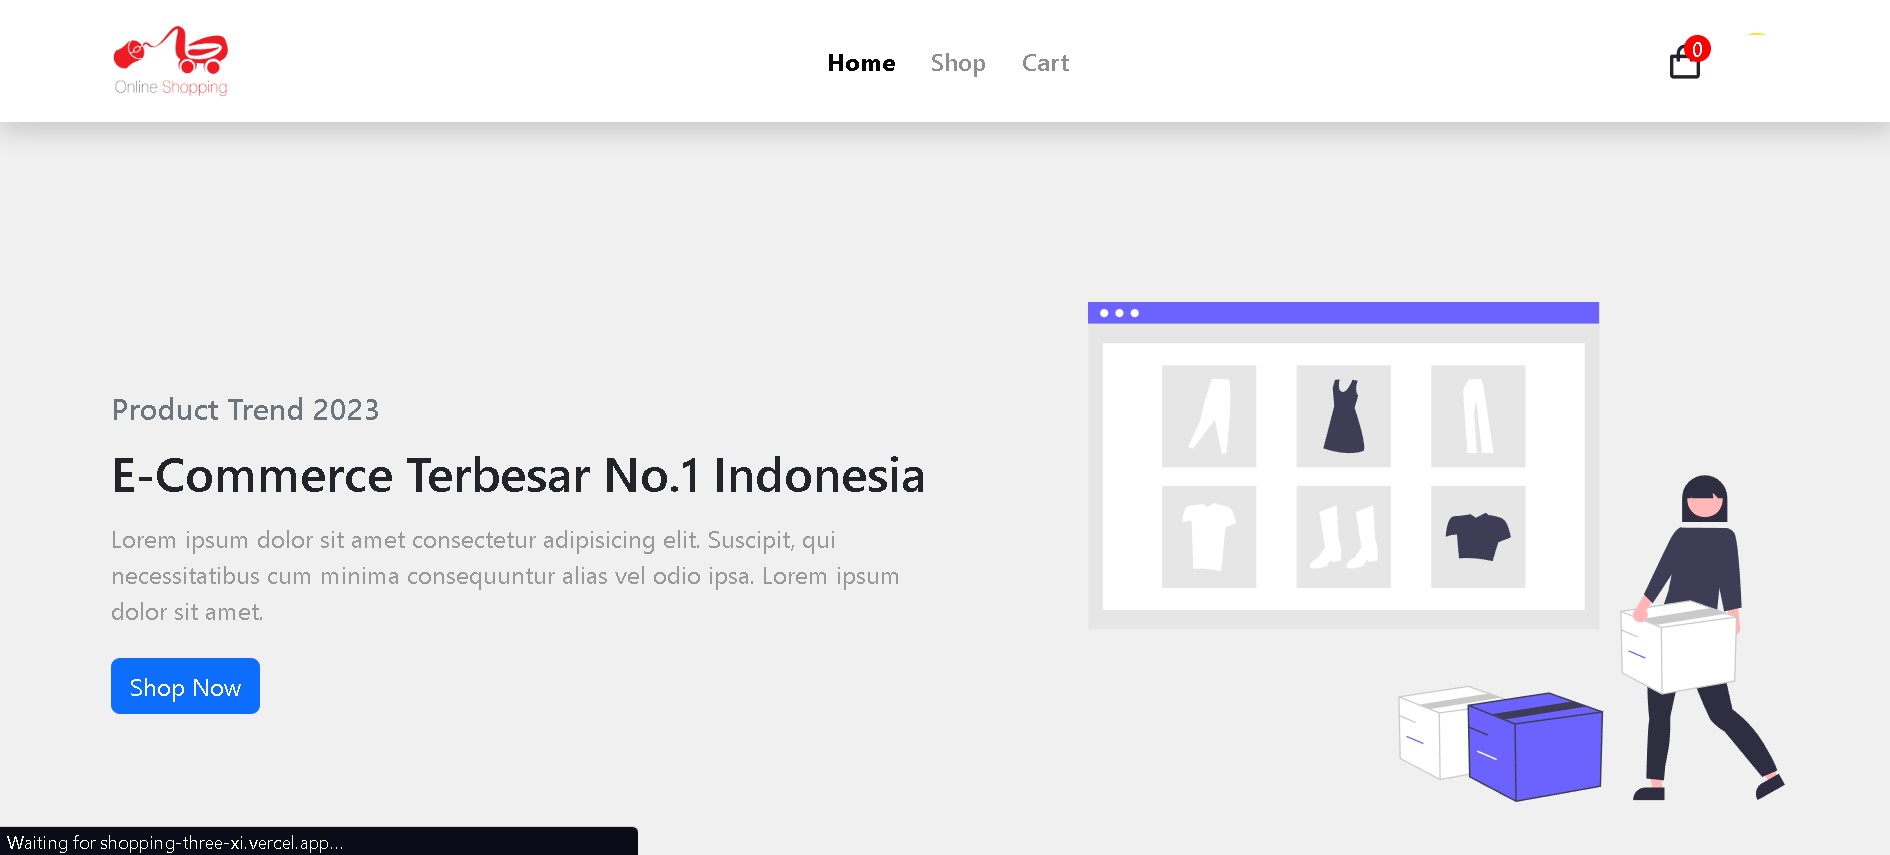 Online Shopping
Home
Shop
Cart
0
Product Trend 2023
E-Commerce Terbesar No.1 Indonesia
Lorem ipsum dolor sit amet consectetur adipisicing elit. Suscipit, qui
necessitatibus cum minima consequuntur alias vel odio ipsa. Lorem ipsum
dolor sit amet.
Shop Now
Waiting for shopping-three-xi.vercel.app...